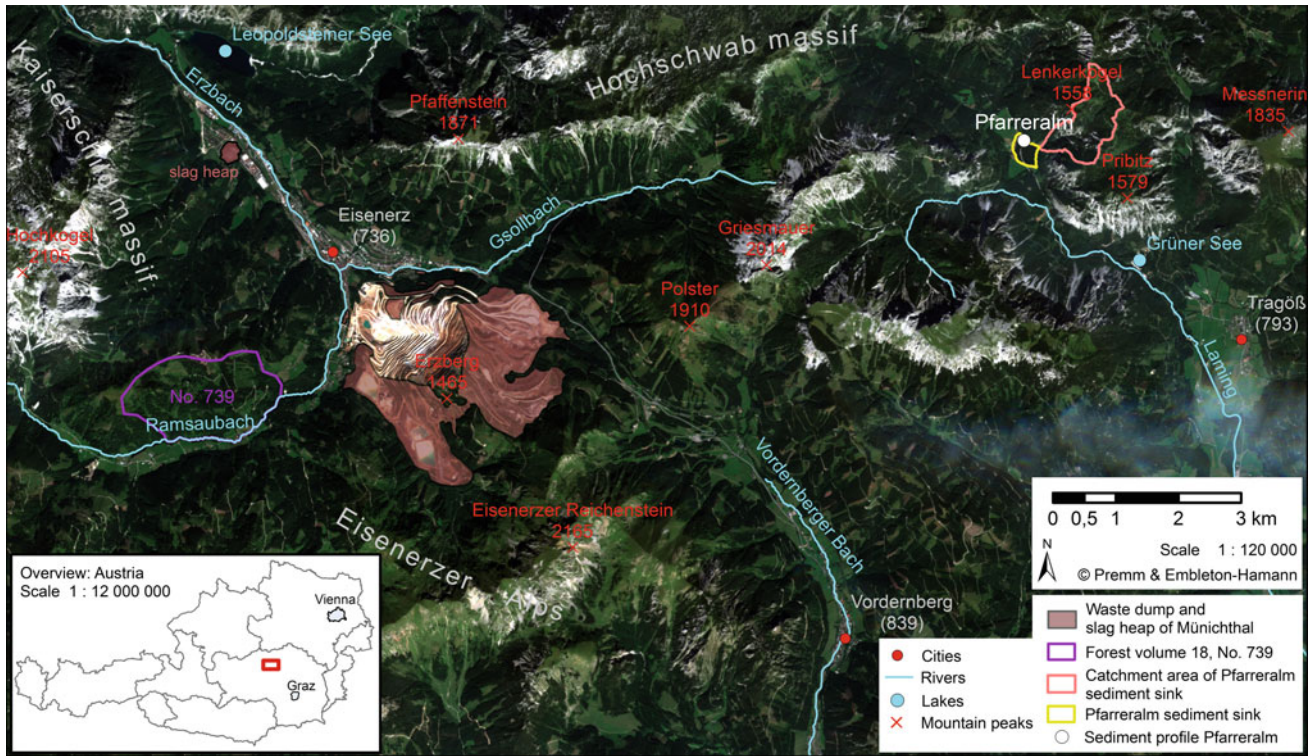 Leopoldsteiner See
Hochschwab massif
Kaiserschild massif
Erzbach
Pfaffenstein
1871
Lenkerkogel
1558
Messnerin
1835
Pfarreralm
slag heap
Pribitz
1579
Eisenerz
(736)
Gsollbach
Hochkogel
2105
Griesmauer
2014
Grüner See
Polster
1910
Tragöß
(793)
Erzberg
1465
Laming
No. 739
Ramsaubach
Vordernberger Bach
Eisenerzer Reichenstein
2165
Eisenerzer Alps
Vordernberg
(839)
0 0,5 1 2 3 km
N
Scale 1 : 120 000
© Premm & Embleton-Hamann
Overview: Austria
Scale 1 : 12 000 000
Vienna
Graz
Cities
Rivers
Lakes
Mountain peaks
Waste dump and
slag heap of Münichthal
Forest volume 18, No. 739
Catchment area of Pfarreralm
sediment sink
Pfarreralm sediment sink
Sediment profile Pfarreralm